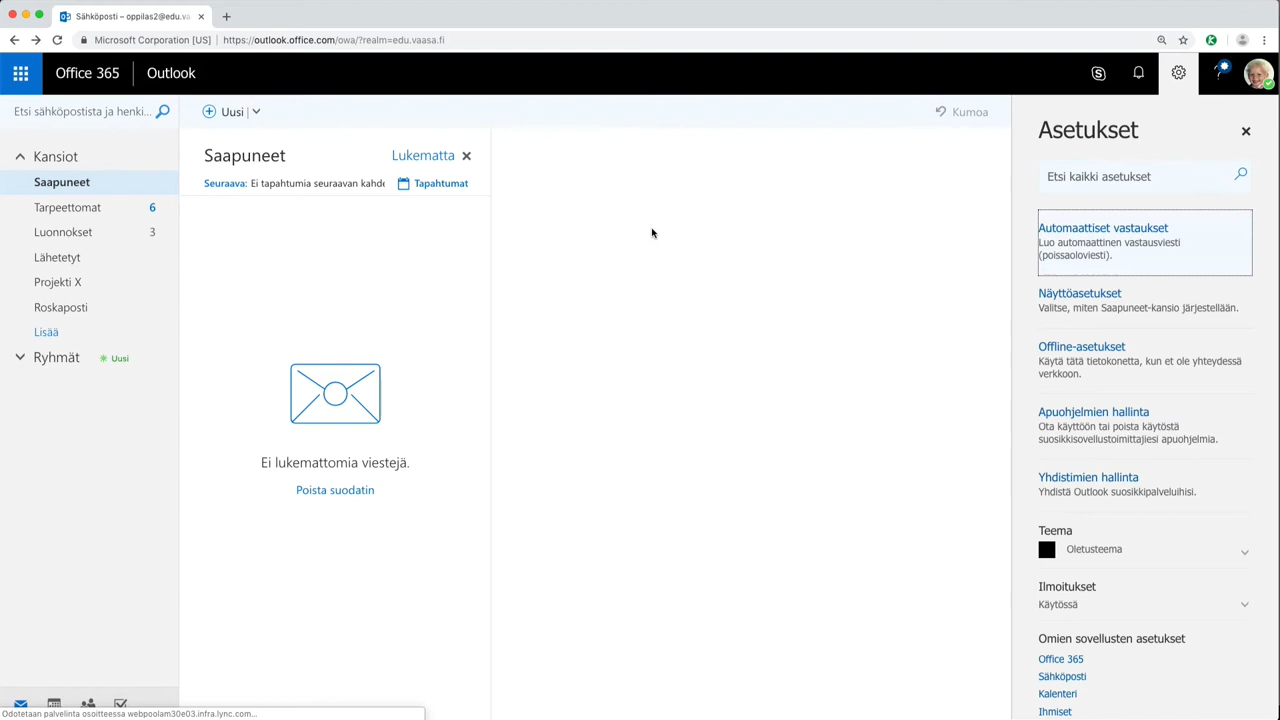 Sähköposti – oppilas2@edu.va
Microsoft Corporation [US] | https://outlook.office.com/owa/?realm=edu.vaasa.fi
Office 365 Outlook
Etsi sähköpostista ja henki...
Uusi
Kumoa
Kansiot
Saapuneet
Tarpeettomat 6
Luonnokset 3
Lähetetyt
Projekti X
Roskaposti
Lisää
Ryhmät Uusi
Saapuneet Lukematta
Seuraava: Ei tapahtumia seuraavan kahde Tapahtumat
Ei lukemattomia viestejä.
Poista suodatin
Asetukset
Etsi kaikki asetukset
Automaattiset vastaukset
Luo automaattinen vastausviesti
(poissaoloviesti).
Näyttöasetukset
Valitse, miten Saapuneet-kansio järjestellään.
Offline-asetukset
Käytä tätä tietokonetta, kun et ole yhteydessä
verkkoon.
Apuohjelmien hallinta
Ota käyttöön tai poista käytöstä
suosikkisovellustoimittajiesi apuohjelmia.
Yhdistimien hallinta
Yhdistä Outlook suosikkipalveluihisi.
Teema
Oletusteema
Ilmoitukset
Käytössä
Omien sovellusten asetukset
Office 365
Sähköposti
Kalenteri
Ihmiset
Odotetaan palvelinta osoitteessa webpoolam30e03.infra.lync.com...